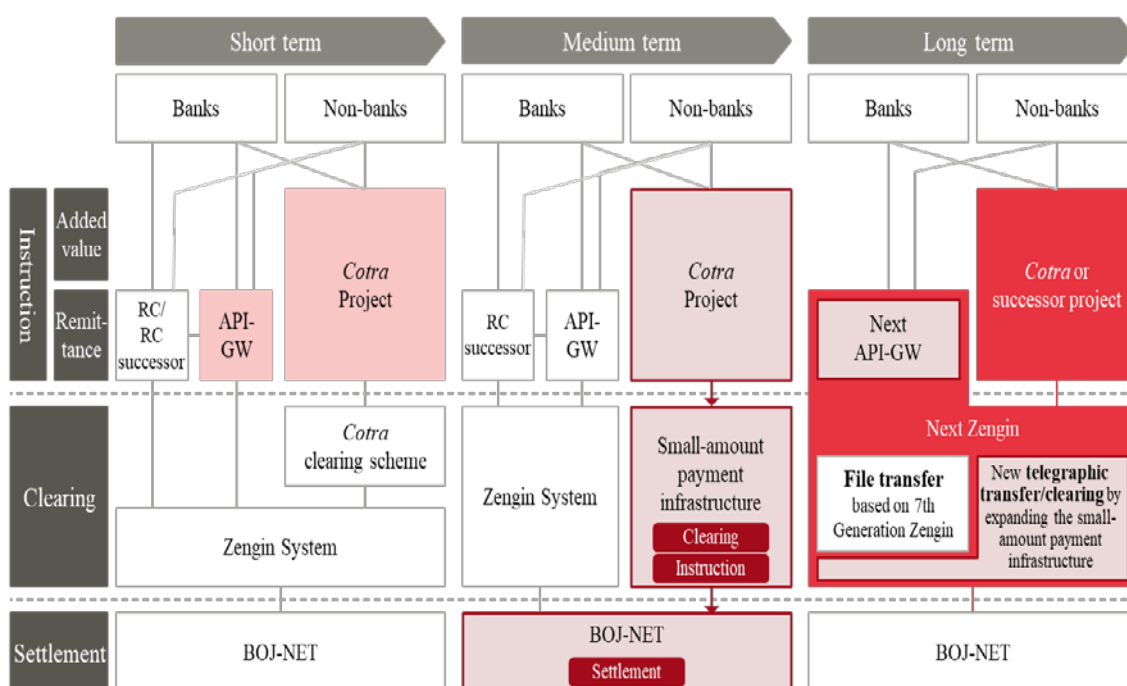 Short term
Medium term
Long term
Banks
Non-banks
Banks
Non-banks
Banks
Non-banks
Instruction
Added
value
Remit-
tance
RC/
RC
successor
API-
GW
Cotra
Project
RC
successor
API-
GW
Cotra
Project
Next
API-GW
Cotra or
successor project
Clearing
Cotra
clearing scheme
Zengin System
Zengin System
Small-amount
payment
infrastructure
Clearing
Instruction
Next Zengin
File transfer
based on 7th
Generation Zengin
New telegraphic
transfer/clearing by
expanding the small-
amount payment
infrastructure
Settlement
BOJ-NET
BOJ-NET
Settlement
BOJ-NET